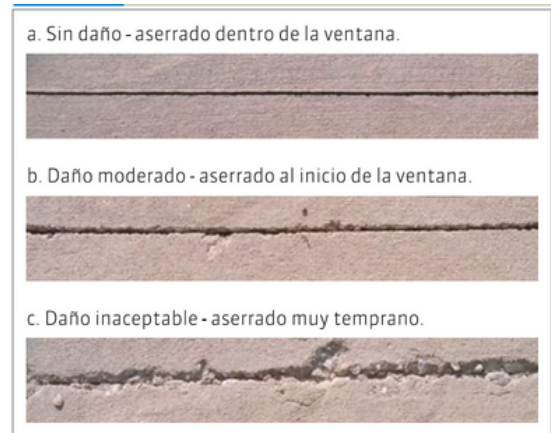 a. Sin daño - aserrado dentro de la ventana.
b. Daño moderado - aserrado al inicio de la ventana.
c. Daño inaceptable - aserrado muy temprano.